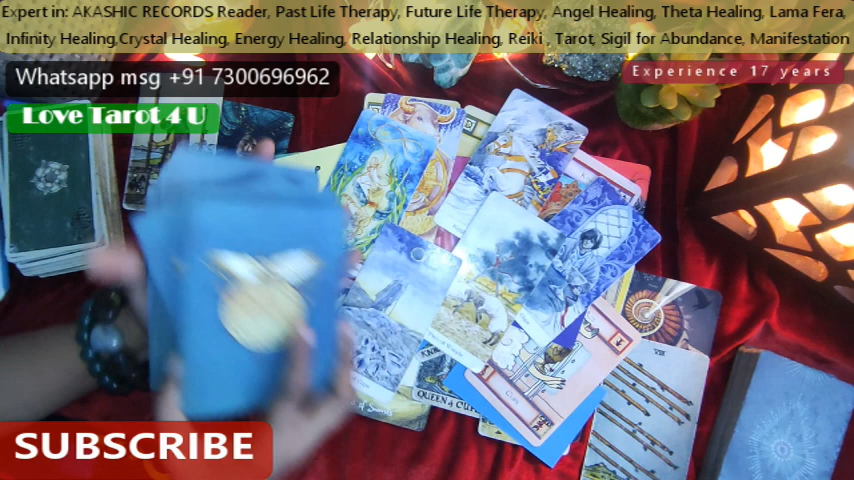 Expert in: AKASHIC RECORDS Reader, Past Life Therapy, Future Life Therapy, Angel Healing, Theta Healing, Lama Fera,
Infinity Healing,Crystal Healing, Energy Healing, Relationship Healing, Reiki , Tarot, Sigil for Abundance, Manifestation
Whatsapp msg +91 7300696962
Experience 17 years
Love Tarot 4 U
VII
QUEEN of CUPS
SUBSCRIBE